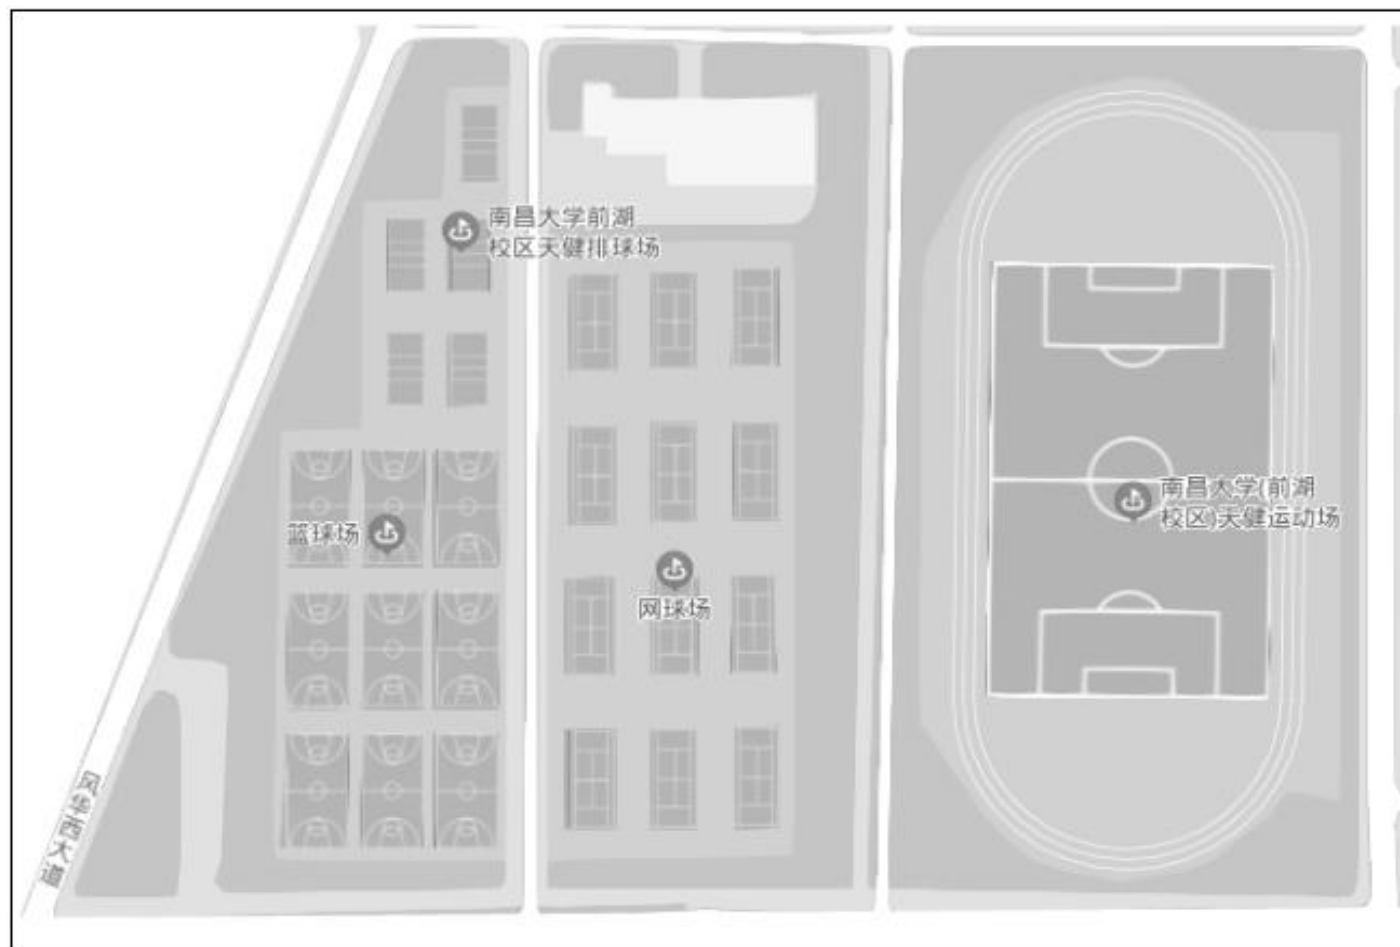 南昌大学前湖
校区天健排球场
篮球场
南昌大学(前湖
校区)天健运动场
网球场
风华西大道